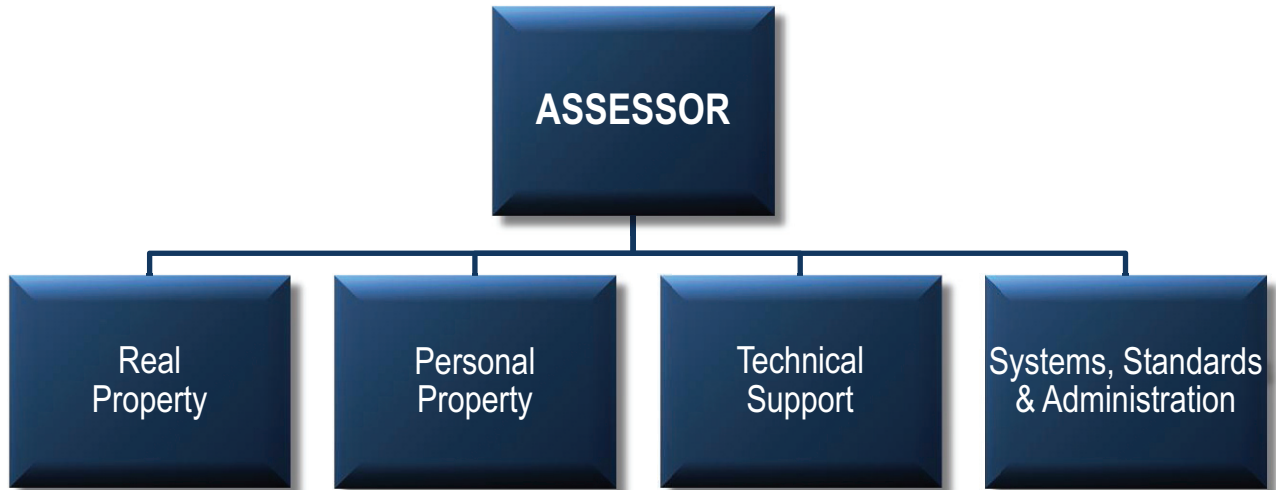 ASSESSOR
Real
Property
Personal
Property
Technical
Support
Systems, Standards
& Administration